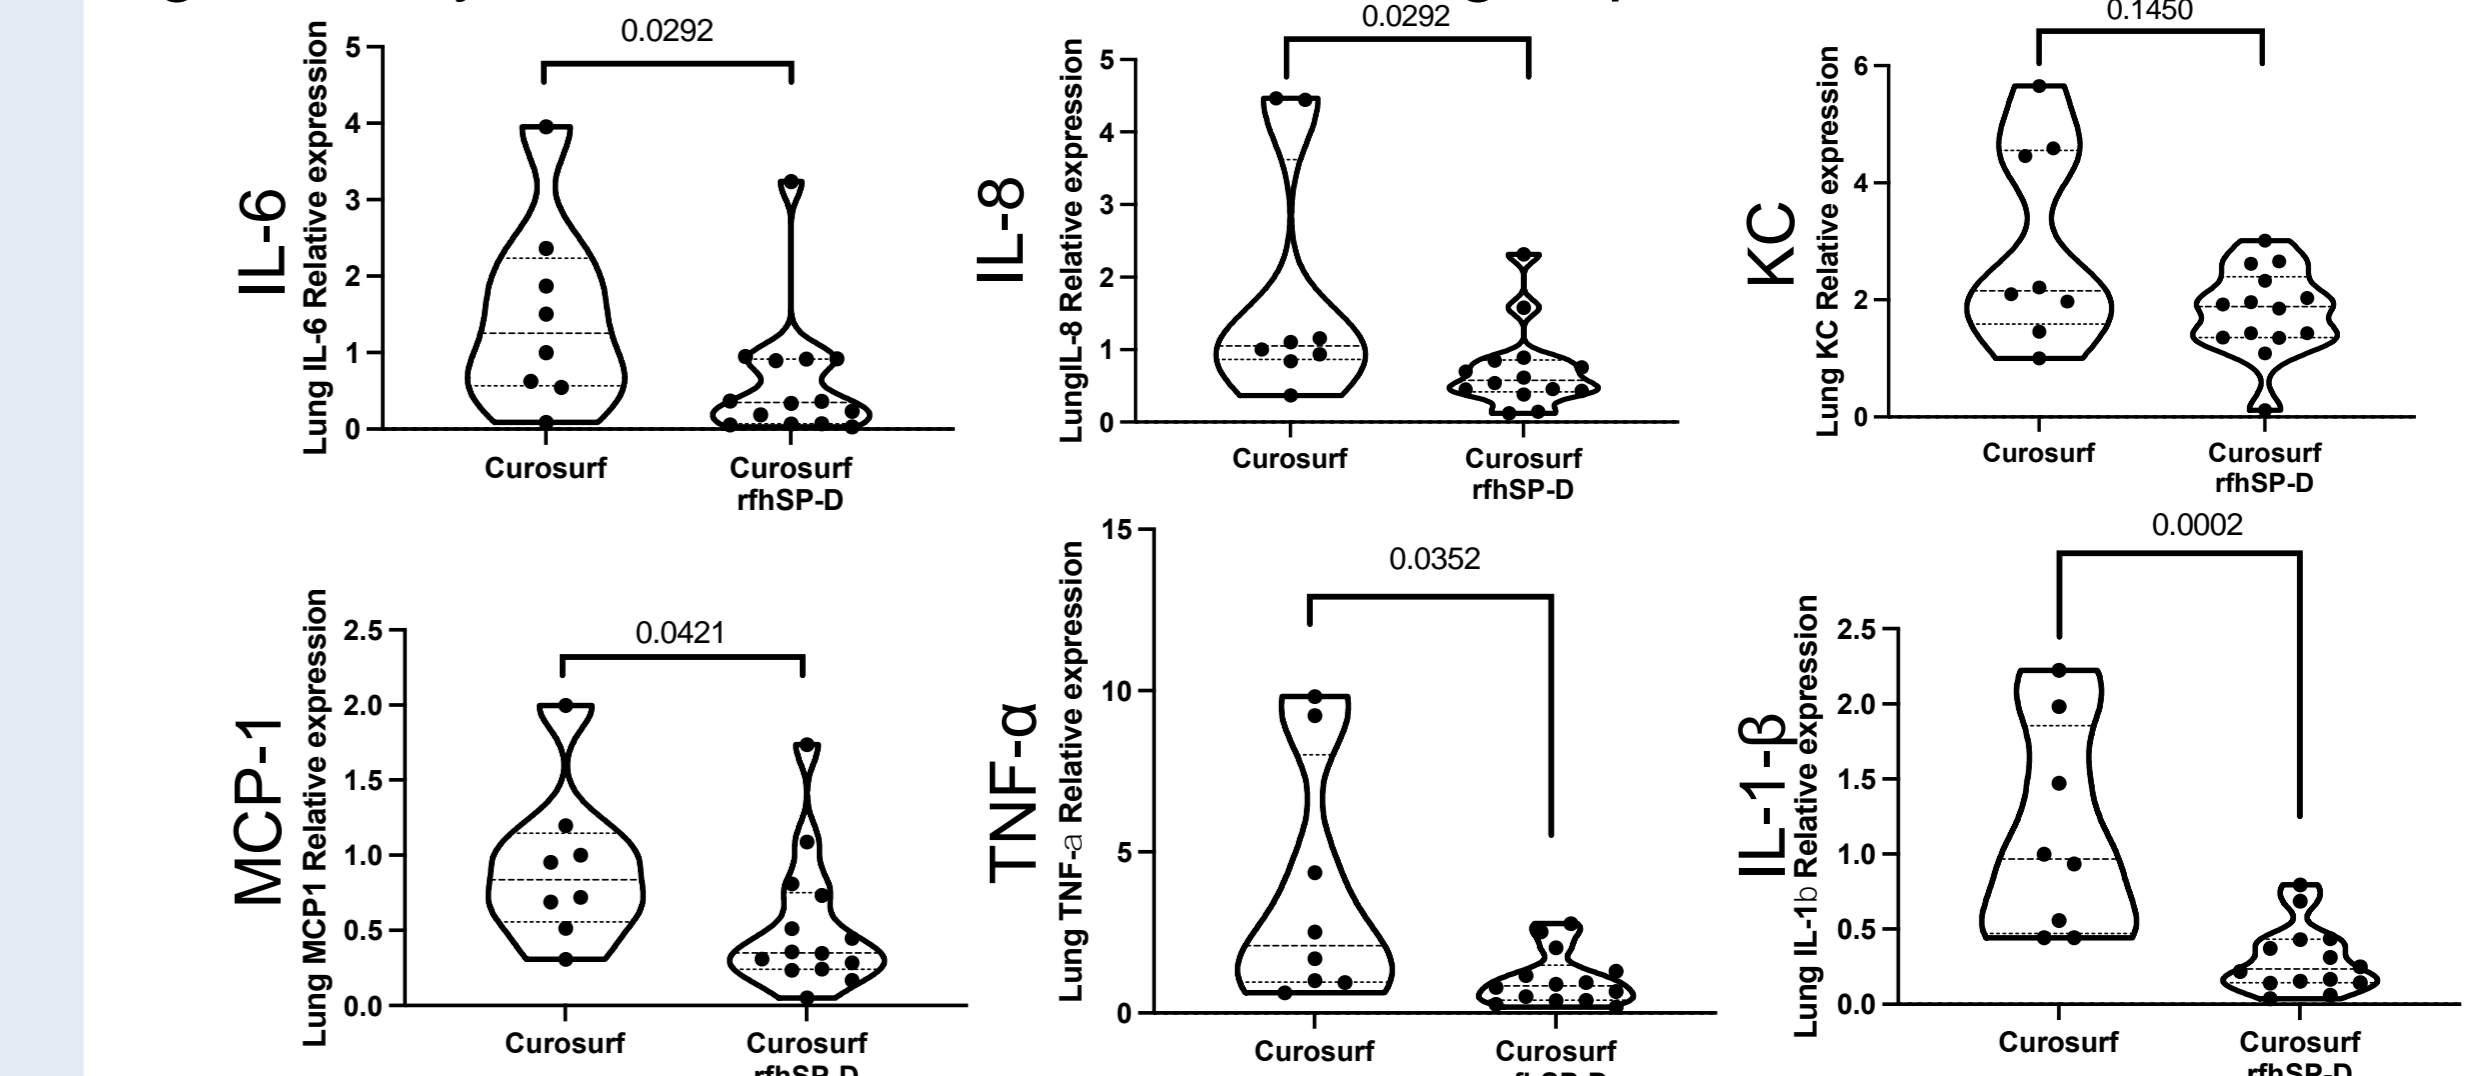 0.0292
IL-6
Lung IL-6 Relative expression
5
4
3
2
1
0
Curosurf
Curosurf
rfhSP-D
0.0292
IL-8
LungIL-8 Relative expression
5
4
3
2
1
0
Curosurf
Curosurf
rfhSP-D
0.1450
KC
Lung KC Relative expression
6
4
2
0
Curosurf
Curosurf
rfhSP-D
0.0421
MCP-1
Lung MCP1 Relative expression
2.5
2.0
1.5
1.0
0.5
0.0
Curosurf
Curosurf
rfhSP-D
0.0352
TNF-α
Lung TNF-a Relative expression
15
10
5
0
Curosurf
Curosurf
rfhSP-D
0.0002
IL-1-β
Lung IL-1b Relative expression
2.5
2.0
1.5
1.0
0.5
0.0
Curosurf
Curosurf
rfhSP-D